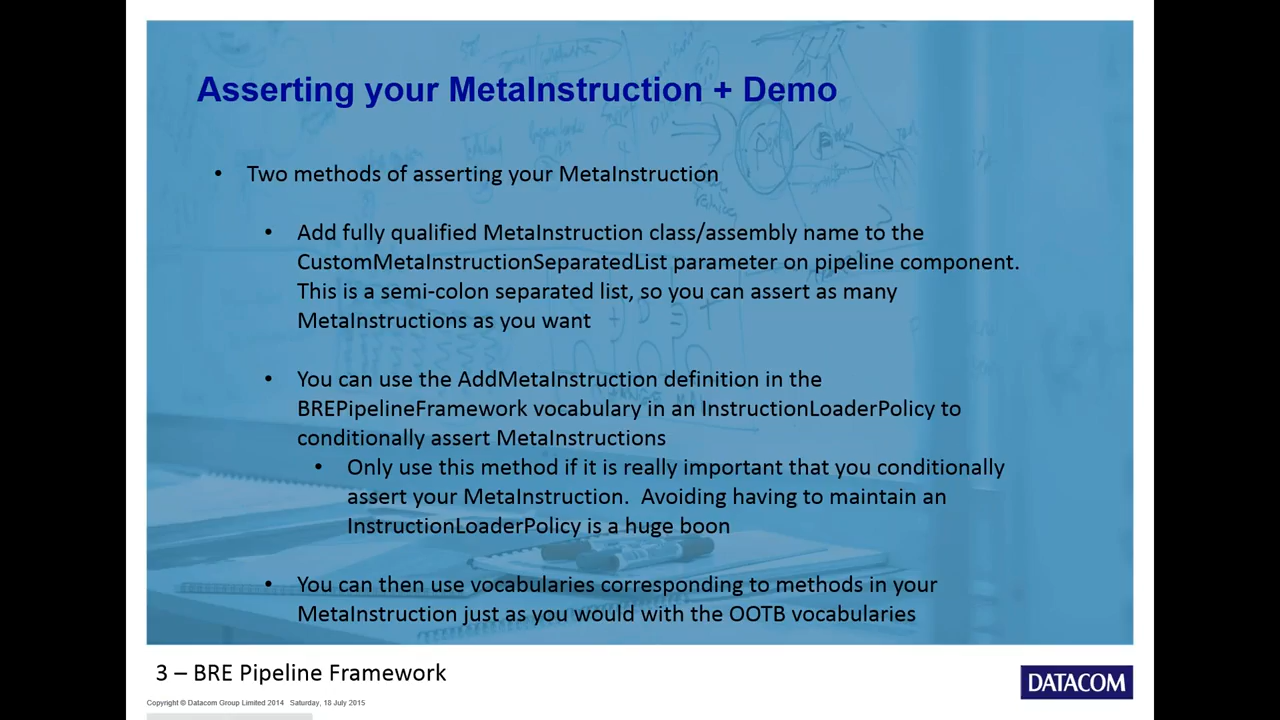 Asserting your MetaInstruction + Demo
• Two methods of asserting your MetaInstruction
• Add fully qualified MetaInstruction class/assembly name to the
CustomMetaInstructionSeparatedList parameter on pipeline component.
This is a semi-colon separated list, so you can assert as many
MetaInstructions as you want
• You can use the AddMetaInstruction definition in the
BREPipelineFramework vocabulary in an InstructionLoaderPolicy to
conditionally assert MetaInstructions
• Only use this method if it is really important that you conditionally
assert your MetaInstruction. Avoiding having to maintain an
InstructionLoaderPolicy is a huge boon
• You can then use vocabularies corresponding to methods in your
MetaInstruction just as you would with the OOTB vocabularies
3 – BRE Pipeline Framework
DATACOM
Copyright © Datacom Group Limited 2014 Saturday, 18 July 2015